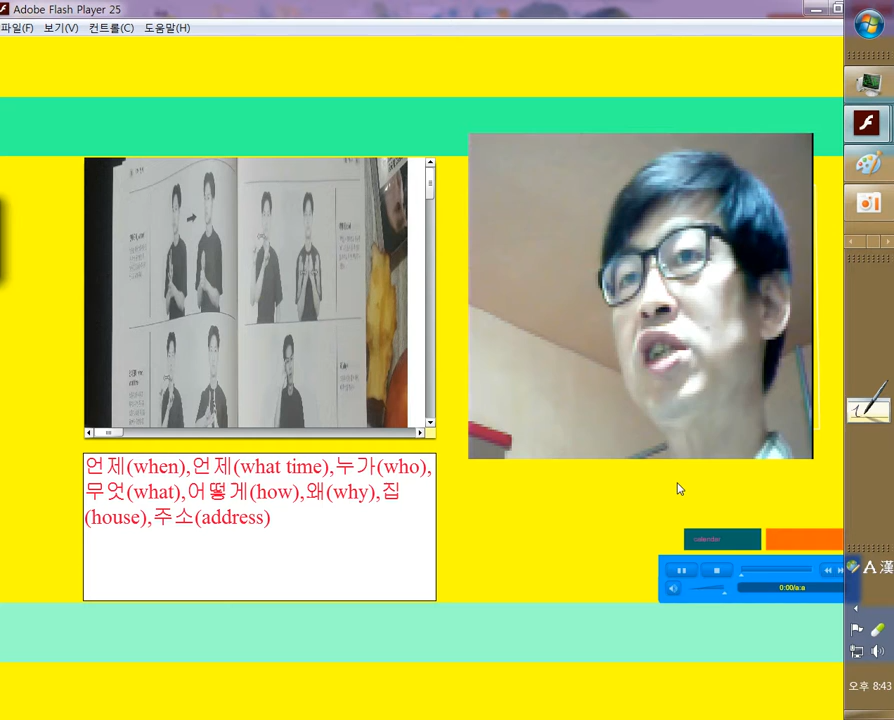 Adobe Flash Player 25
파일(F) 보기(V) 컨트롤(C) 도움말(H)
언제(when),언제(what time),누가(who),
무엇(what),어떻게(how),왜(why),집
(house),주소(address)
calender
0:00/a:a
A 漢
오후 8:43